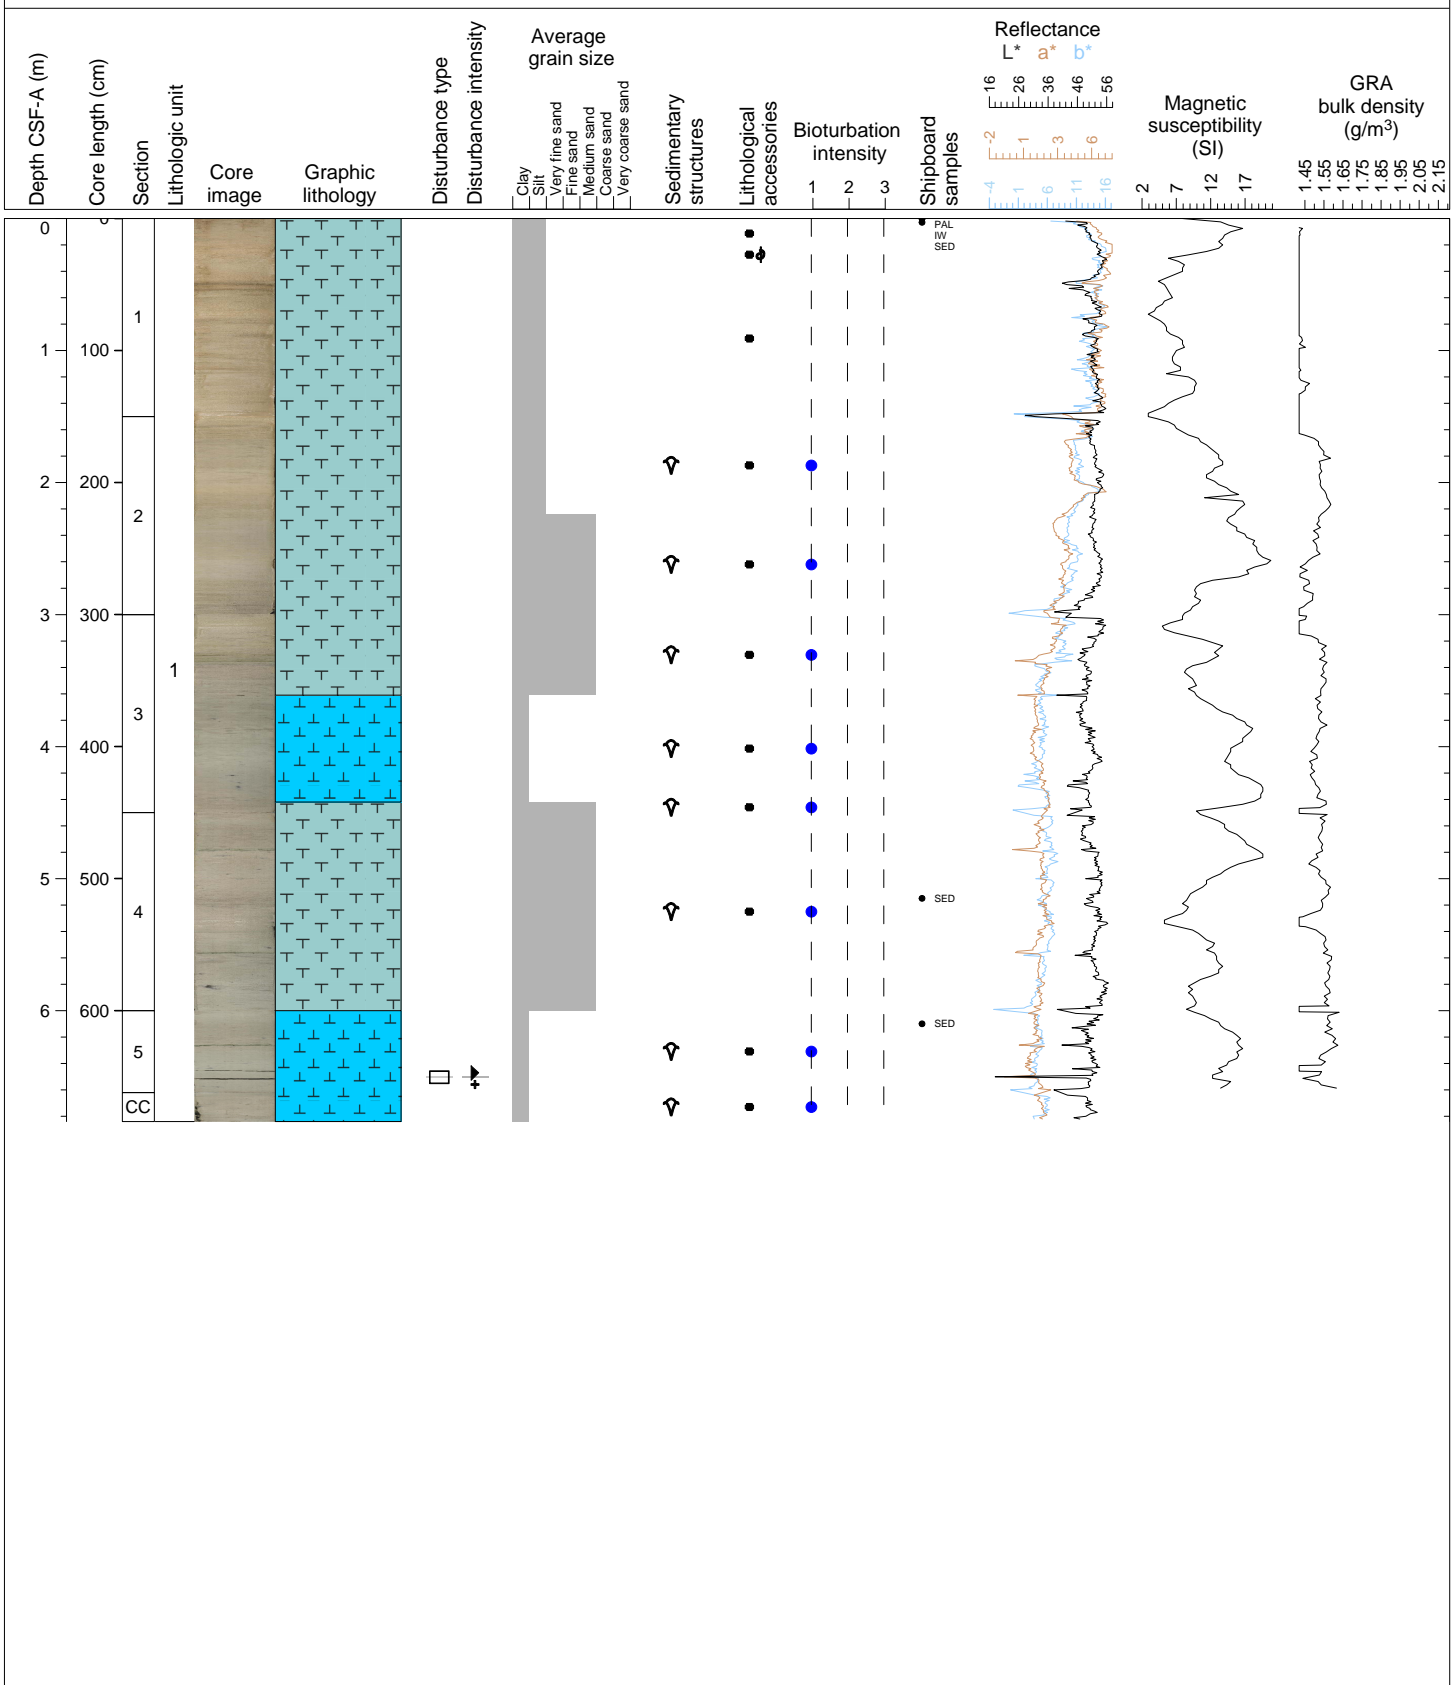 Depth CSF-A (m)
Core length (cm)
Section
Lithologic unit
Core
image
Graphic
lithology
Disturbance type
Disturbance intensity
Average
grain size
Clay
Silt
Very fine sand
Fine sand
Medium sand
Coarse sand
Very coarse sand
Sedimentary
structures
Lithological
accessories
Bioturbation
intensity
1 2 3
Shipboard
samples
Reflectance
L* a* b*
16 26 36 46 56
-2 1 3 6
-4 1 6 11 16
Magnetic
susceptibility
(SI)
2 7 12 17
GRA
bulk density
(g/m³)
1.45 1.55 1.65 1.75 1.85 1.95 2.05 2.15
0 0
PAL
IW
SED
1
1 100
2 200
2
3 300
1
3
4 400
5 500
SED
4
6 600
SED
5
CC